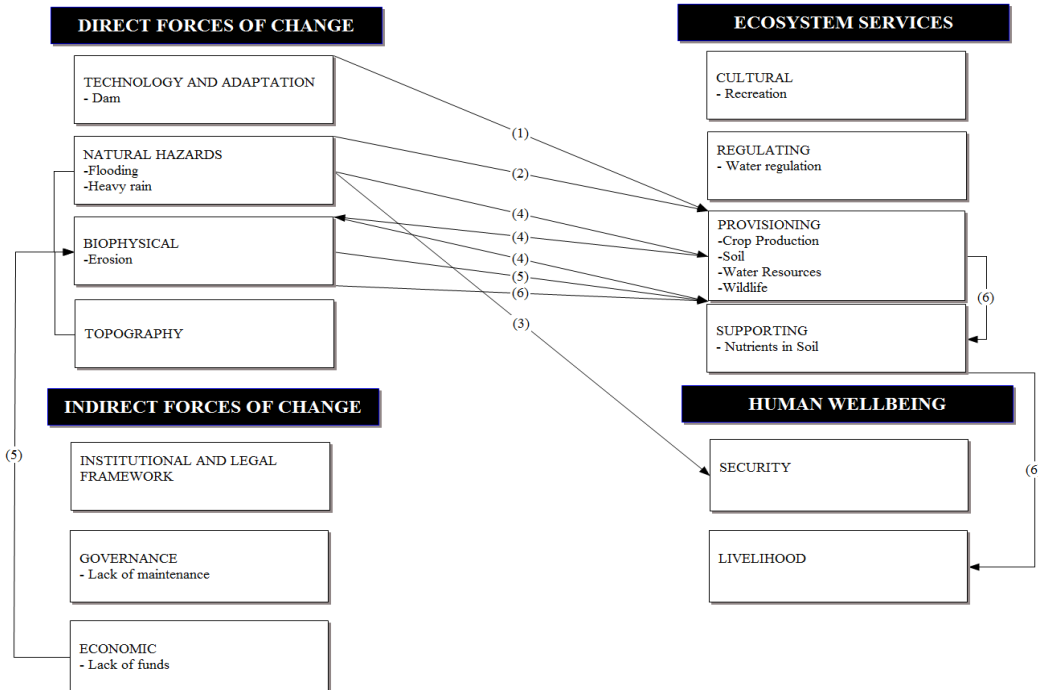 DIRECT FORCES OF CHANGE
TECHNOLOGY AND ADAPTATION
- Dam
NATURAL HAZARDS
-Flooding
-Heavy rain
BIOPHYSICAL
-Erosion
TOPOGRAPHY
INDIRECT FORCES OF CHANGE
INSTITUTIONAL AND LEGAL
FRAMEWORK
GOVERNANCE
- Lack of maintenance
ECONOMIC
- Lack of funds
(5)
(1)
(2)
(4)
(4)
(4)
(5)
(6)
(3)
ECOSYSTEM SERVICES
CULTURAL
- Recreation
REGULATING
- Water regulation
PROVISIONING
-Crop Production
-Soil
-Water Resources
-Wildlife
(6)
SUPPORTING
- Nutrients in Soil
HUMAN WELLBEING
SECURITY
(6
LIVELIHOOD